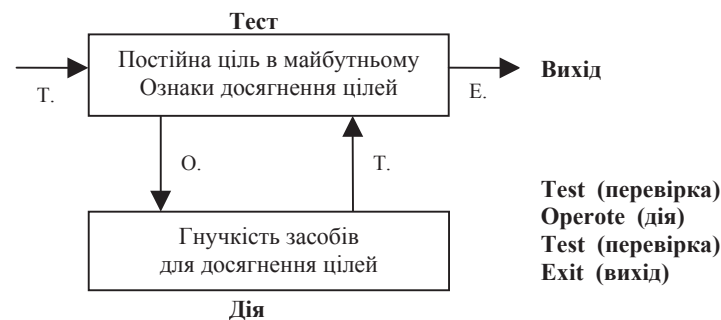 Тест
Постійна ціль в майбутньому
Ознаки досягнення цілей
Т.
Е.
Вихід
О.
Т.
Гнучкість засобів
для досягнення цілей
Дія
Test (перевірка)
Operote (дія)
Test (перевірка)
Exit (вихід)